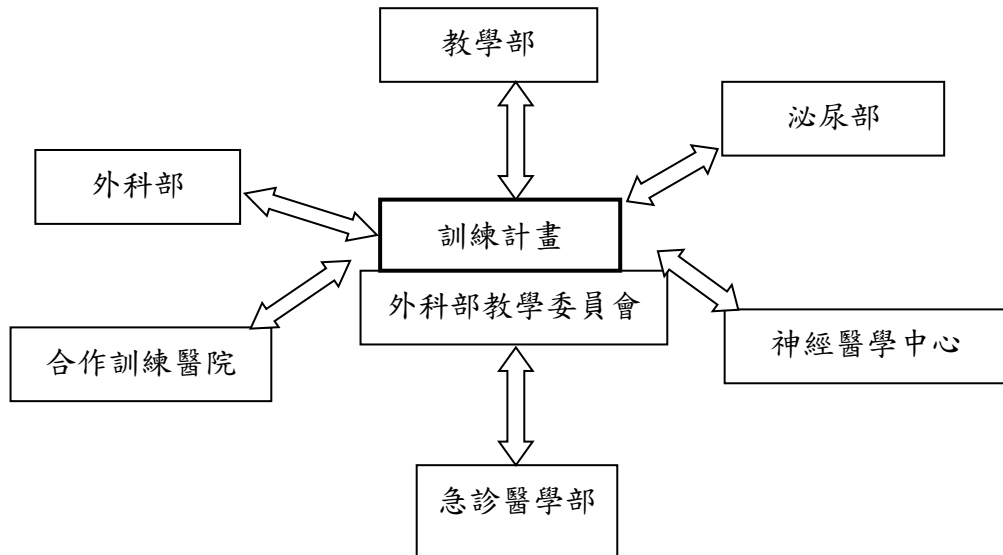 教學部
泌尿部
外科部
訓練計畫
外科部教學委員會
合作訓練醫院
神經醫學中心
急診醫學部